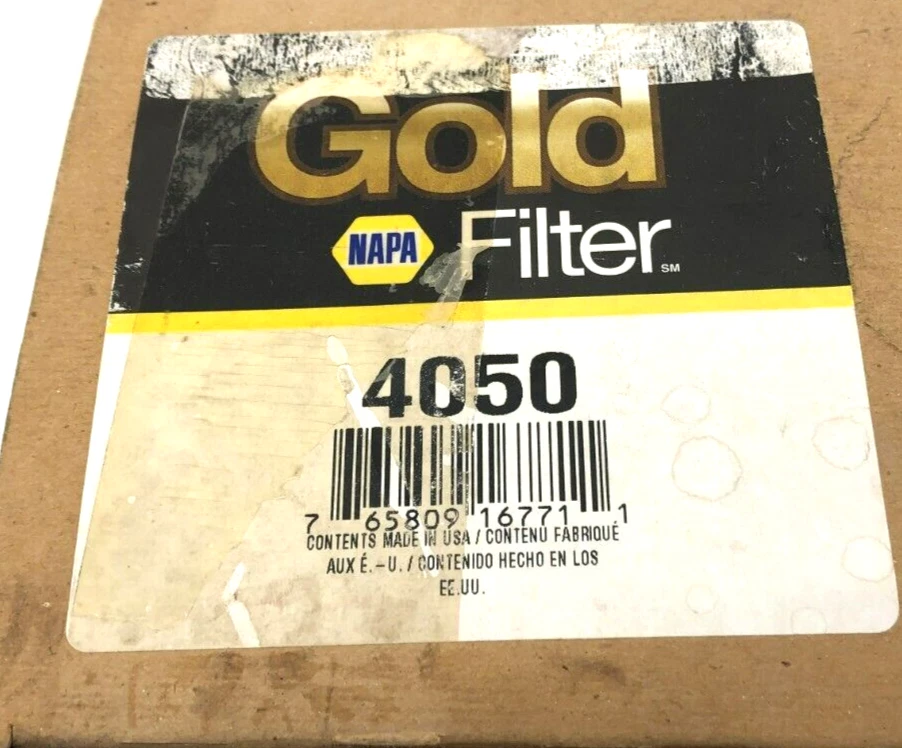 Gold
NAPA Filter SM
4050
7 65809 16771 1
CONTENTS MADE IN USA / CONTENU FABRIQUÉ
AUX É.-U. / CONTENIDO HECHO EN LOS
EE.UU.